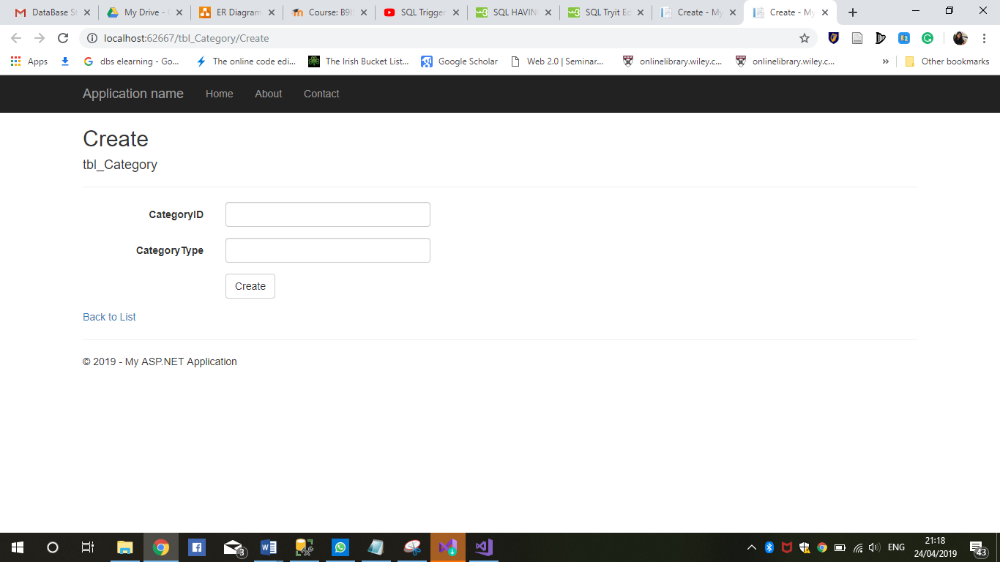 DataBase St
My Drive - G
ER Diagram
Course: B9IS
SQL Trigger
SQL HAVING
SQL Tryit Ed
Create - My
Create - My
localhost:62667/tbl_Category/Create
Apps
dbs elearning - Go...
The online code edi...
The Irish Bucket List...
Google Scholar
Web 2.0 | Seminar...
onlinelibrary.wiley.c...
onlinelibrary.wiley.c...
»
Other bookmarks
Application name
Home
About
Contact
Create
tbl_Category
CategoryID
CategoryType
Create
Back to List
© 2019 - My ASP.NET Application
3
ENG
21:18
24/04/2019
43